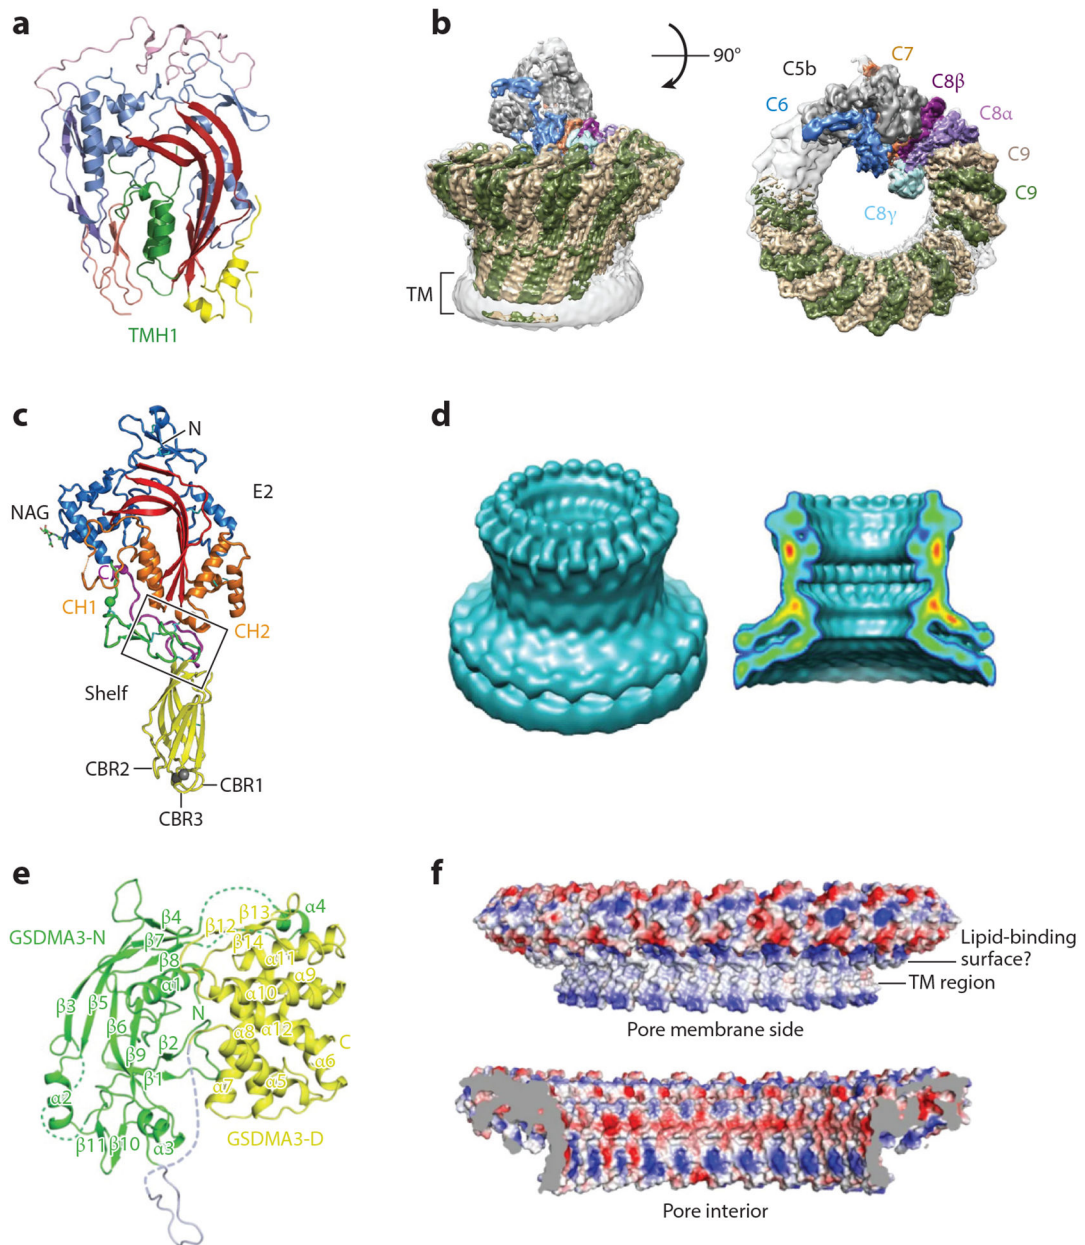 a
TMH1
b
90°
C5b
C7
C8β
C6
C8α
C9
C9
C8γ
TM
c
N
E2
NAG
C
CH1
CH2
Shelf
CBR2
CBR1
CBR3
d
e
GSDMA3-N
β4
β12
β13
α4
β7
β14
β8
α11
α9
α1
β5
α10
β3
N
β6
α8
α12
β2
C
β9
α6
β1
α7
α5
α2
β11
β10
α3
GSDMA3-D
f
Lipid-binding
surface?
TM region
Pore membrane side
Pore interior